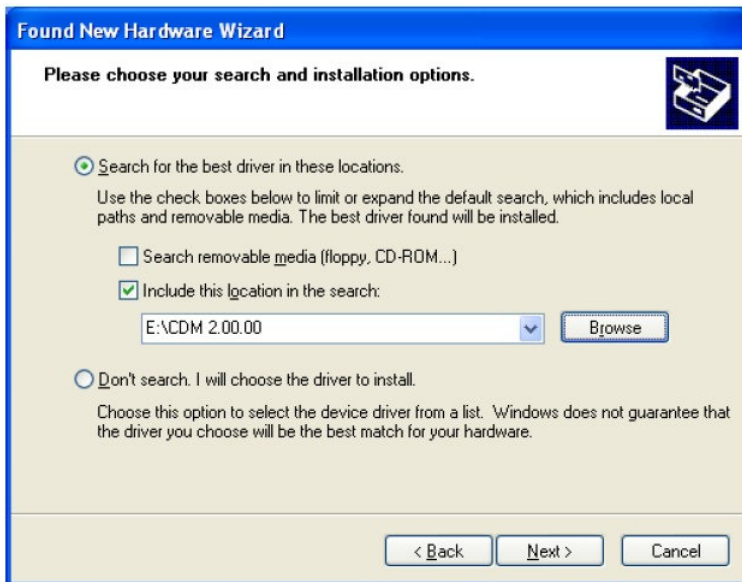 Found New Hardware Wizard
Please choose your search and installation options.
Search for the best driver in these locations.
Use the check boxes below to limit or expand the default search, which includes local
paths and removable media. The best driver found will be installed.
Search removable media (floppy, CD-ROM...)
Include this location in the search:
E:\CDM 2.00.00
Browse
Don't search. I will choose the driver to install.
Choose this option to select the device driver from a list. Windows does not guarantee that
the driver you choose will be the best match for your hardware.
< Back
Next >
Cancel